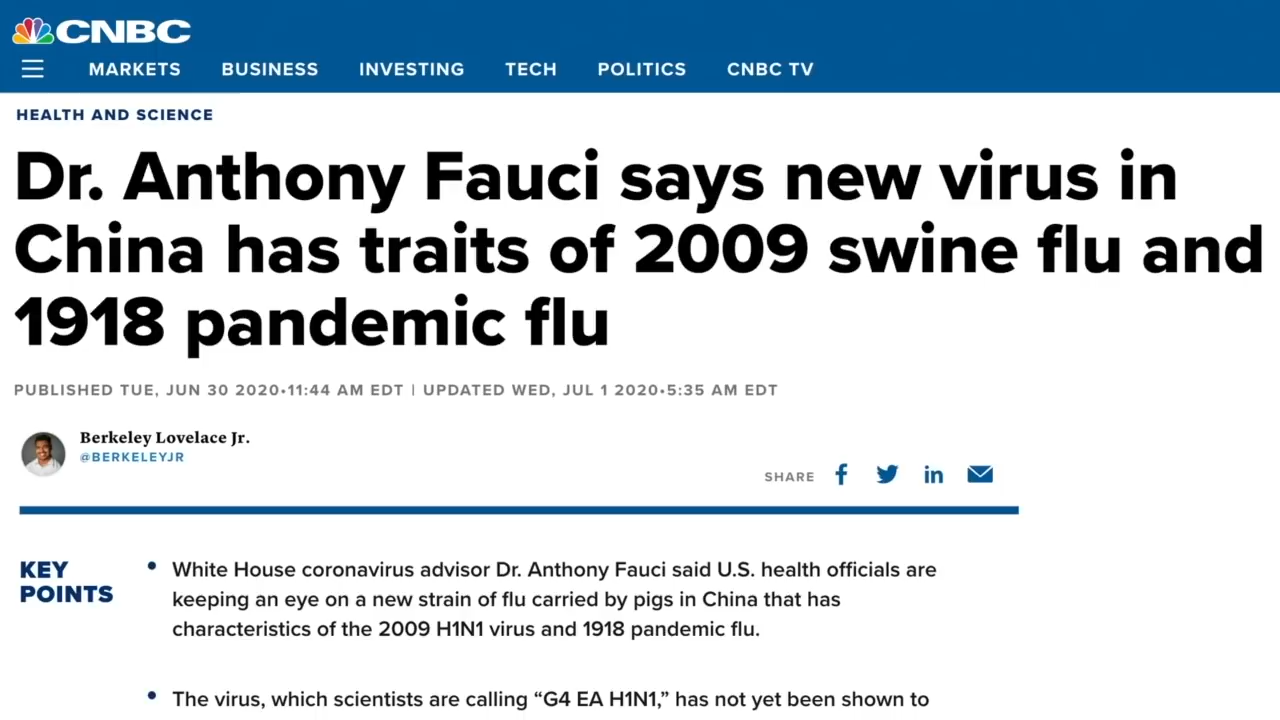 CNBC
MARKETS BUSINESS INVESTING TECH POLITICS CNBC TV
HEALTH AND SCIENCE
Dr. Anthony Fauci says new virus in
China has traits of 2009 swine flu and
1918 pandemic flu
PUBLISHED TUE, JUN 30 2020•11:44 AM EDT | UPDATED WED, JUL 1 2020•5:35 AM EDT
Berkeley Lovelace Jr.
@BERKELEYJR
SHARE
KEY
POINTS
• White House coronavirus advisor Dr. Anthony Fauci said U.S. health officials are
keeping an eye on a new strain of flu carried by pigs in China that has
characteristics of the 2009 H1N1 virus and 1918 pandemic flu.
• The virus, which scientists are calling “G4 EA H1N1,” has not yet been shown to